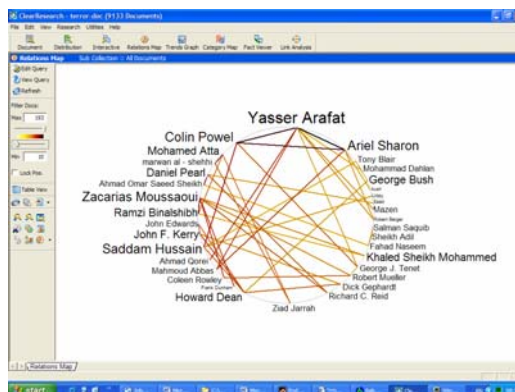 ClearResearch - terror.doc (9133 Documents)
File Edit View Research Utilities Help
Document Distribution Interactive Relations Map Trends Graph Category Map Fact Viewer Link Analysis
Relations Map Sub Collection :: All Documents
Edit Query
View Query
Refresh
Filter Docs:
Max
Min 10
Lock Pos.
Table View
Yasser Arafat
Colin Powel
Ariel Sharon
Mohamed Atta
Tony Blair
marwan al - shehhi
Mohammad Dahlan
Daniel Pearl
George Bush
Ahmad Omar Saeed Sheikh
Zacarias Moussaoui
Mazen
Ramzi Binalshibh
John Edwards
Salman Saquib
John F. Kerry
Sheikh Adil
Saddam Hussain
Fahad Naseem
Ahmad Qorei
Khaled Sheikh Mohammed
Mahmoud Abbas
George J. Tenet
Coleen Rowley
Robert Mueller
Howard Dean
Dick Gephardt
Richard C. Reid
Ziad Jarrah
Relations Map
start